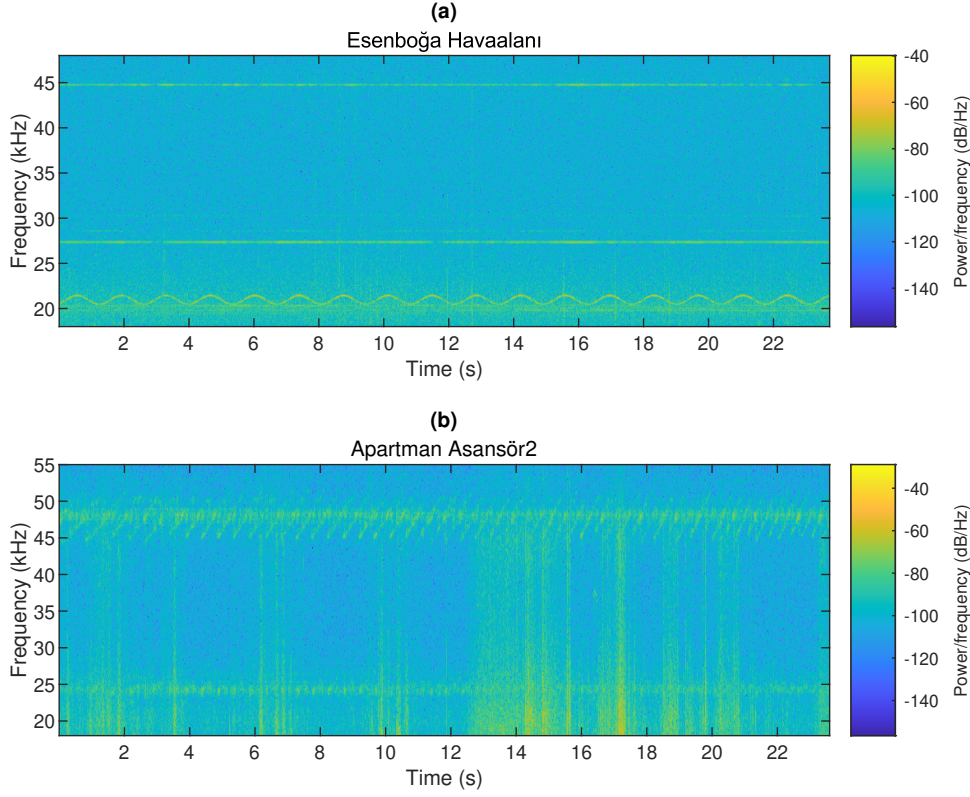 (a)
Esenboğa Havaalanı
45
40
35
30
25
20
Frequency (kHz)
2 4 6 8 10 12 14 16 18 20 22
Time (s)
-40
-60
-80
-100
-120
-140
Power/frequency (dB/Hz)
(b)
Apartman Asansör2
55
50
45
40
35
30
25
20
Frequency (kHz)
2 4 6 8 10 12 14 16 18 20 22
Time (s)
-40
-60
-80
-100
-120
-140
Power/frequency (dB/Hz)